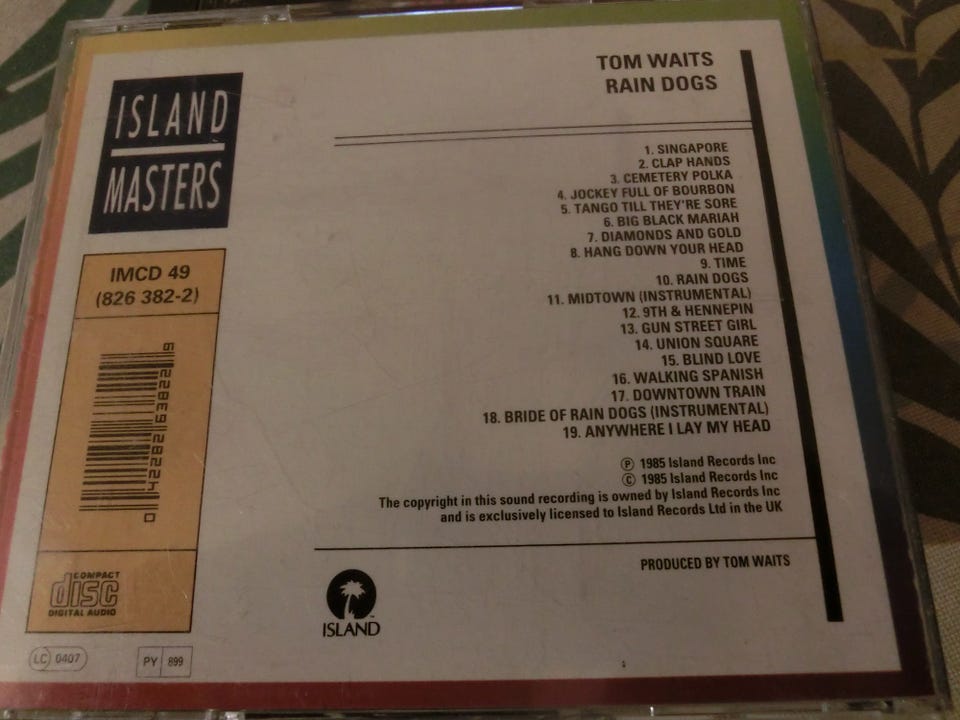 ISLAND
MASTERS
IMCD 49
(826 382-2)
COMPACT
disc
DIGITAL AUDIO
LC 0407
PY 899
TOM WAITS
RAIN DOGS
1. SINGAPORE
2. CLAP HANDS
3. CEMETERY POLKA
4. JOCKEY FULL OF BOURBON
5. TANGO TILL THEY'RE SORE
6. BIG BLACK MARIAH
7. DIAMONDS AND GOLD
8. HANG DOWN YOUR HEAD
9. TIME
10. RAIN DOGS
11. MIDTOWN (INSTRUMENTAL)
12. 9TH & HENNEPIN
13. GUN STREET GIRL
14. UNION SQUARE
15. BLIND LOVE
16. WALKING SPANISH
17. DOWNTOWN TRAIN
18. BRIDE OF RAIN DOGS (INSTRUMENTAL)
19. ANYWHERE I LAY MY HEAD
Ⓟ 1985 Island Records Inc
© 1985 Island Records Inc
The copyright in this sound recording is owned by Island Records Inc
and is exclusively licensed to Island Records Ltd in the UK
PRODUCED BY TOM WAITS
ISLAND